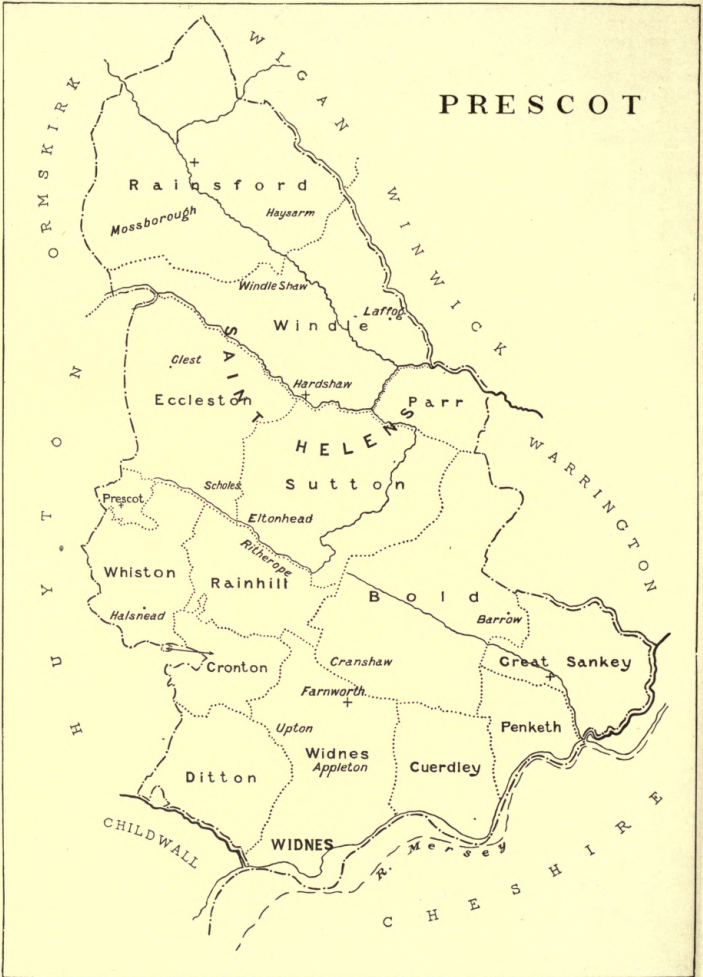 PRESCOT
WIGAN
ORMSKIRK
WINWICK
Rainsford
Mossborough
Haysarm
Windle Shaw
Laffog
Windle
SAINT HELENS
Clest
Hardshaw
Eccleston
Parr
WARRINGTON
HUYTON
Scholes
Sutton
Prescot
Eltonhead
Ritherope
Whiston
Rainhill
Bold
Halsnead
Barrow
Cronton
Cranshaw
Great Sankey
Farnworth
Upton
Penketh
Widnes
Appleton
Ditton
Cuerdley
CHILDWALL
WIDNES
R. Mersey
CHESHIRE